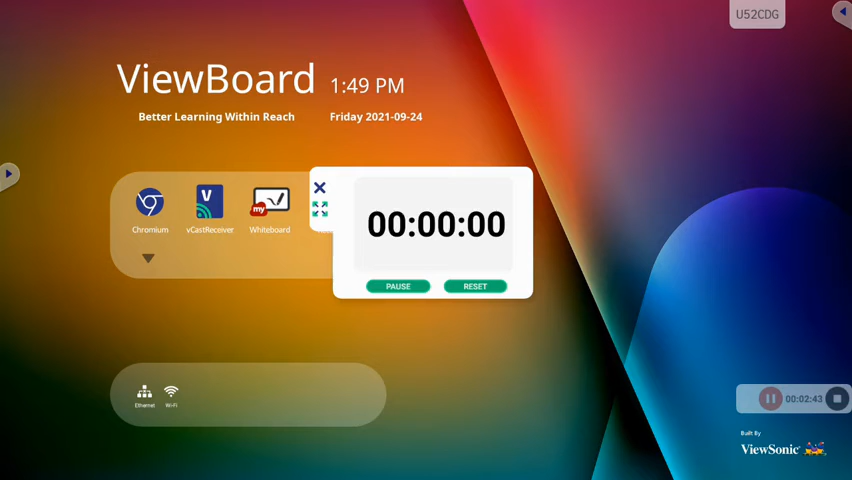 U52CDG
ViewBoard 1:49 PM
Better Learning Within Reach Friday 2021-09-24
V
my
Chromium vCastReceiver Whiteboard
00:00:00
PAUSE RESET
Ethernet Wi-Fi
00:02:43
Built By
ViewSonic